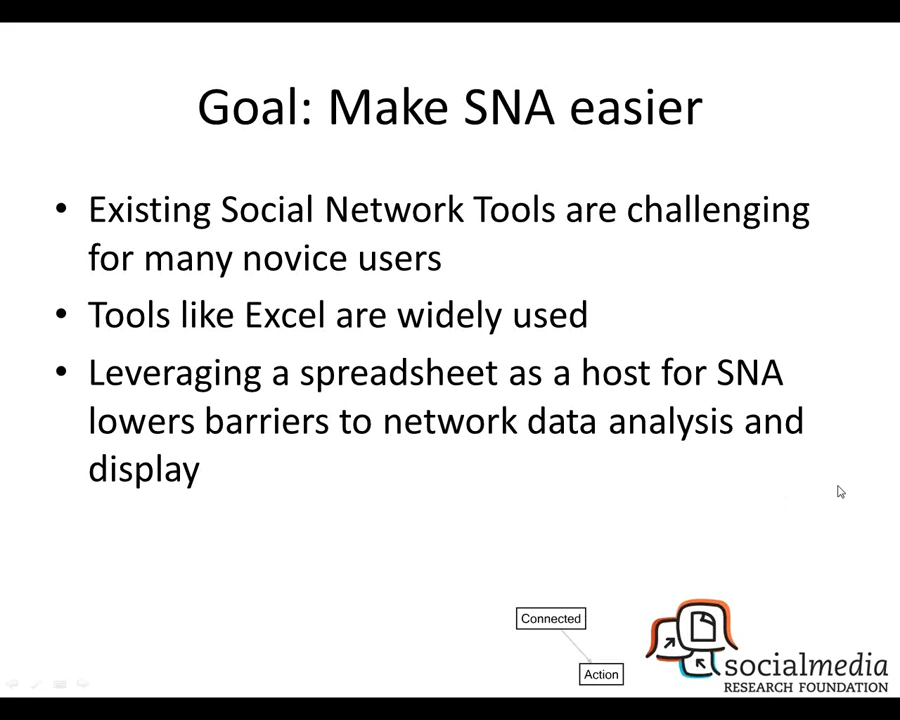 Goal: Make SNA easier
• Existing Social Network Tools are challenging
for many novice users
• Tools like Excel are widely used
• Leveraging a spreadsheet as a host for SNA
lowers barriers to network data analysis and
display
Connected
Action
socialmedia
RESEARCH FOUNDATION